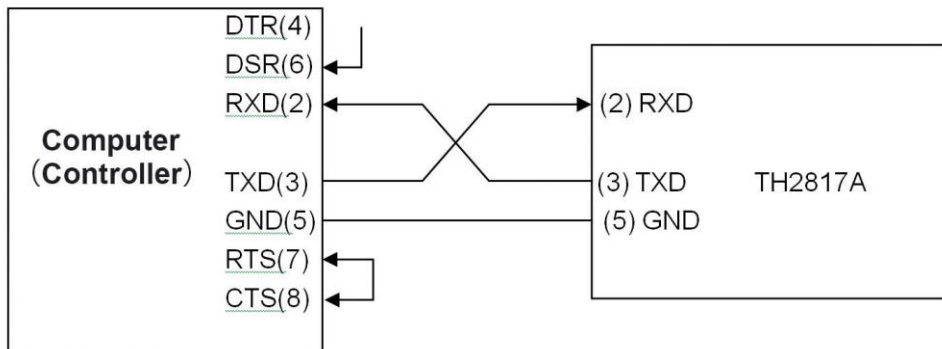 DTR(4)
DSR(6)
RXD(2)
Computer
（Controller）
TXD(3)
GND(5)
RTS(7)
CTS(8)
(2) RXD
(3) TXD
TH2817A
(5) GND